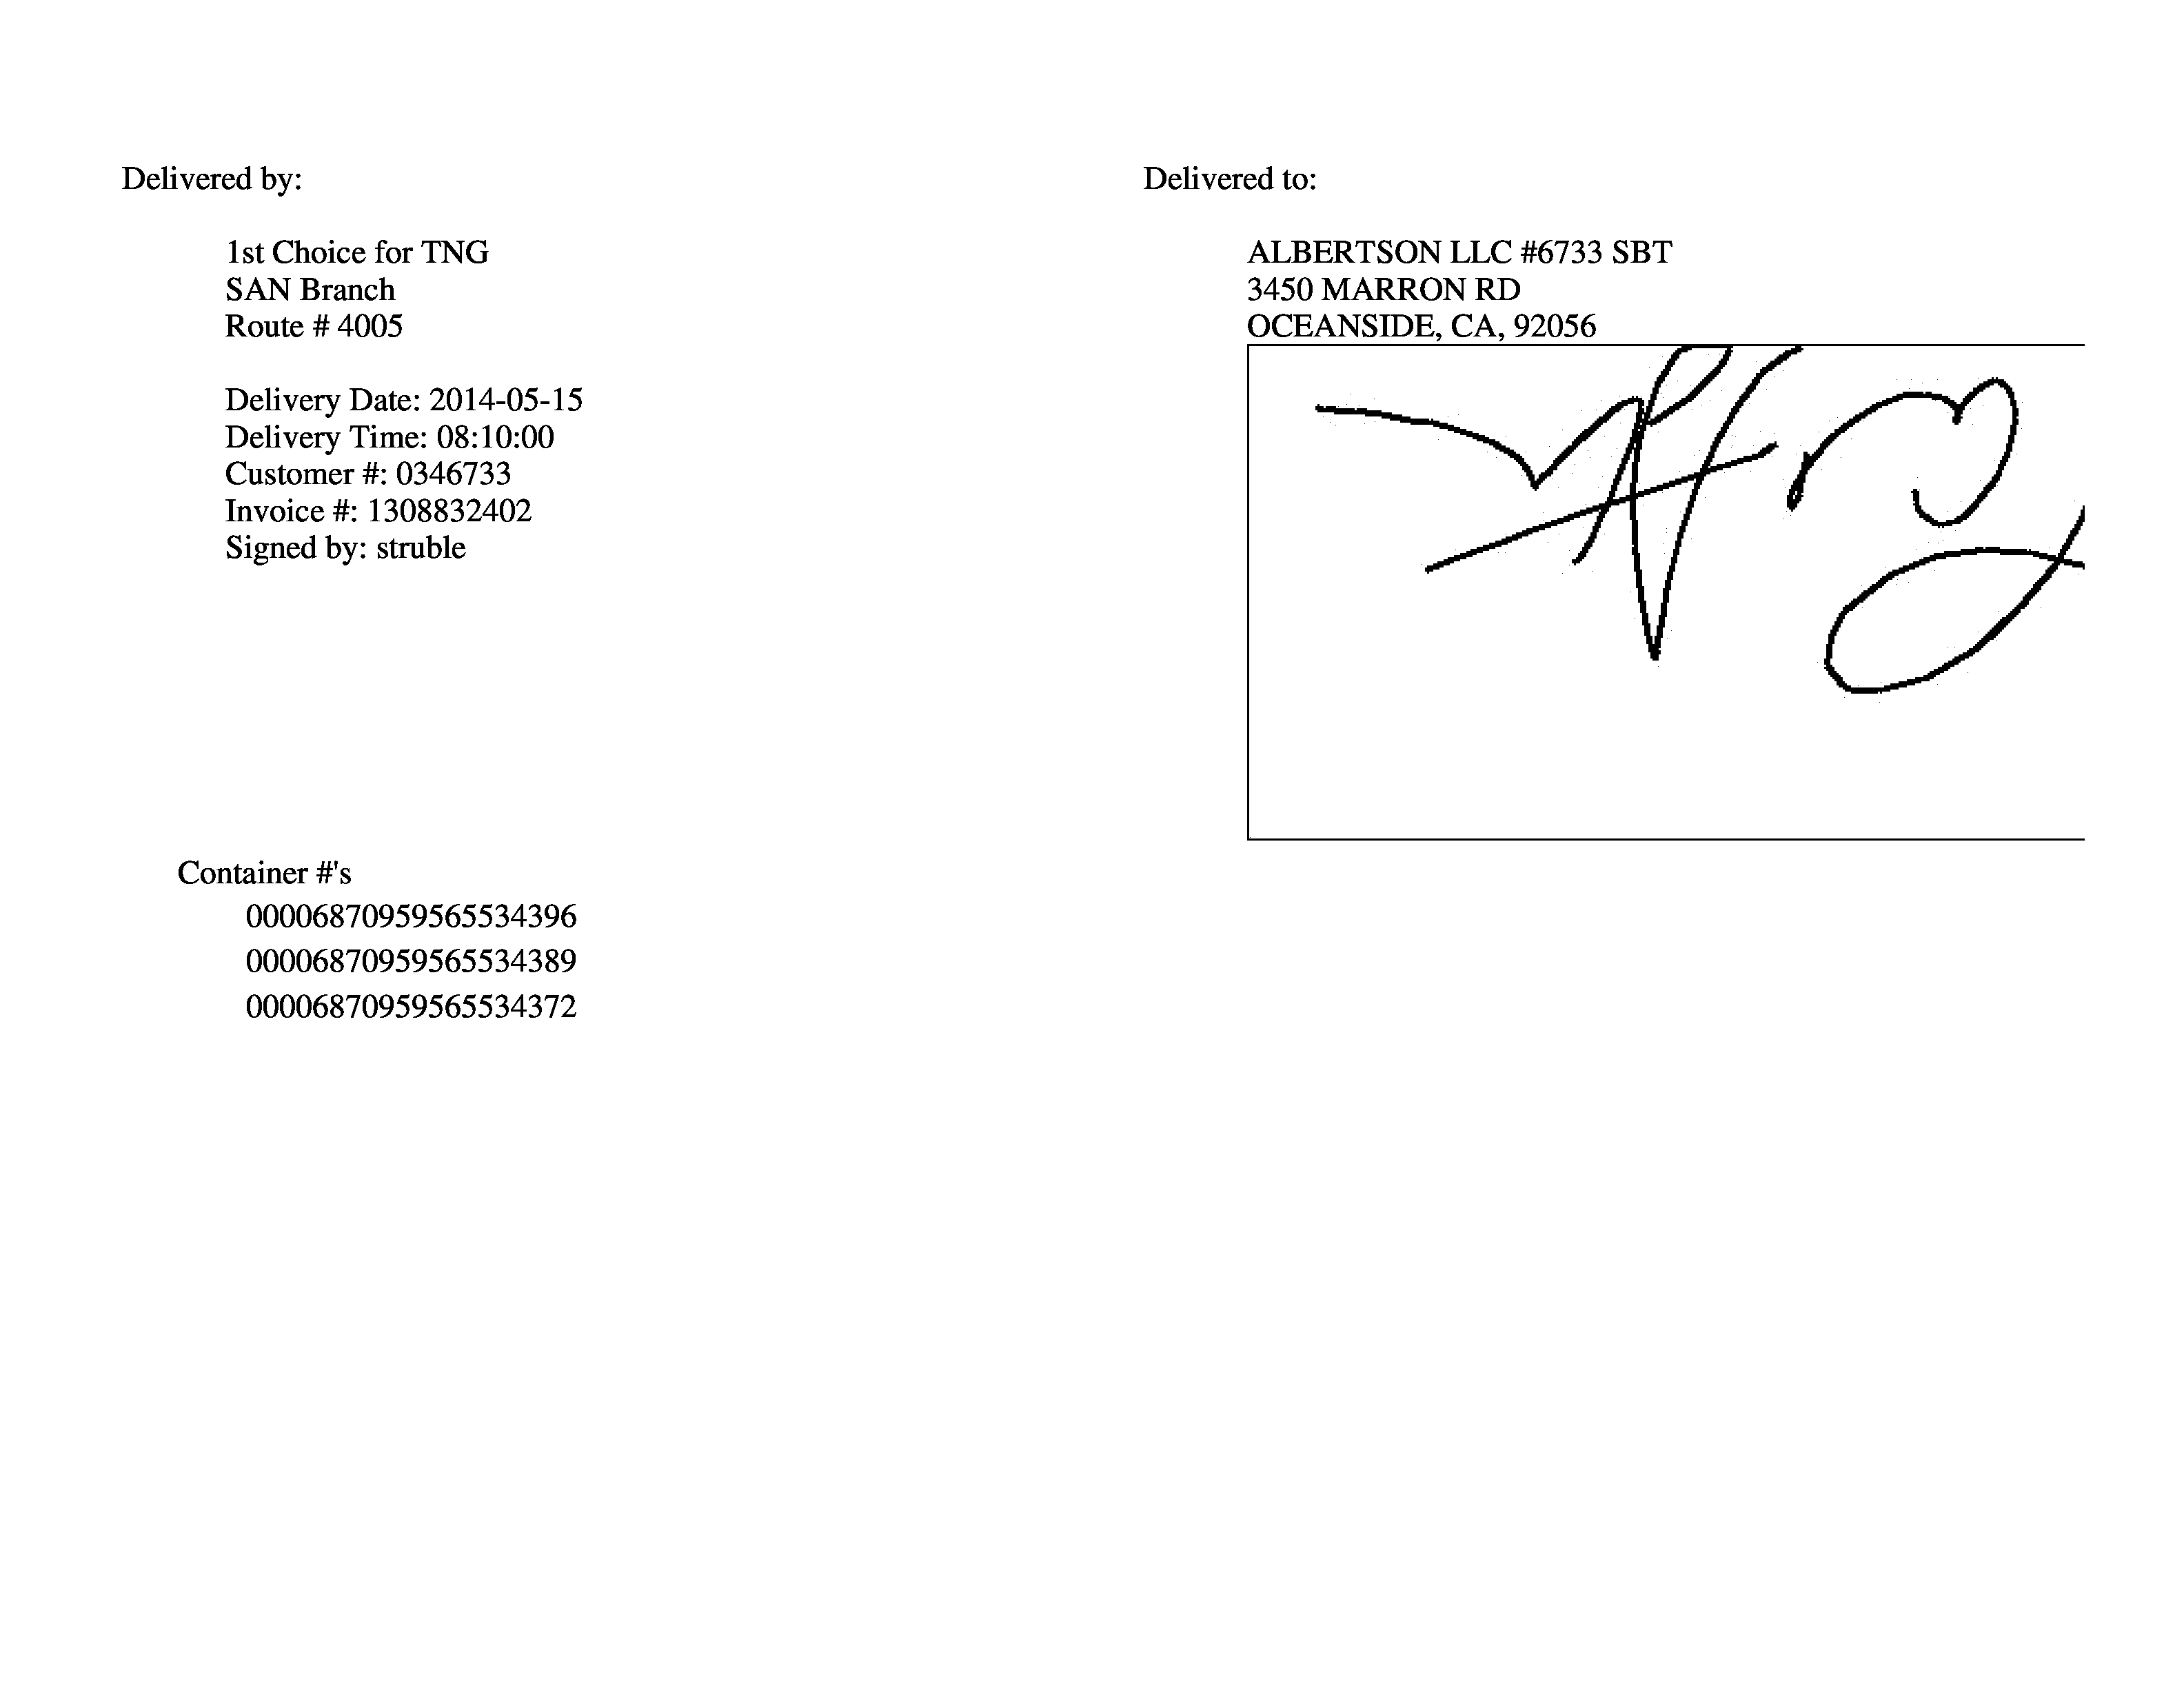 Delivered by:
1st Choice for TNG
SAN Branch
Route # 4005
Delivery Date: 2014-05-15
Delivery Time: 08:10:00
Customer #: 0346733
Invoice #: 1308832402
Signed by: struble
Delivered to:
ALBERTSON LLC #6733 SBT
3450 MARRON RD
OCEANSIDE, CA, 92056
Container #'s
00006870959565534396
00006870959565534389
00006870959565534372